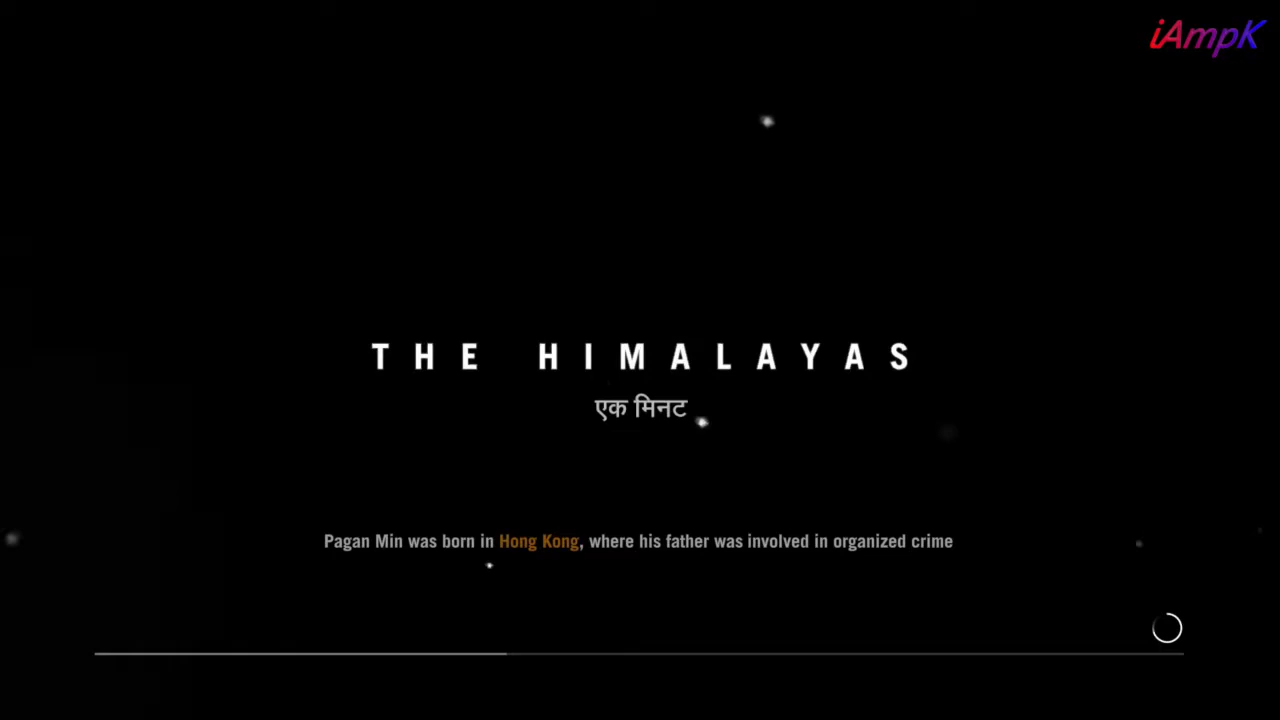 iAmpK
THE HIMALAYAS
एक मिनट
Pagan Min was born in Hong Kong, where his father was involved in organized crime